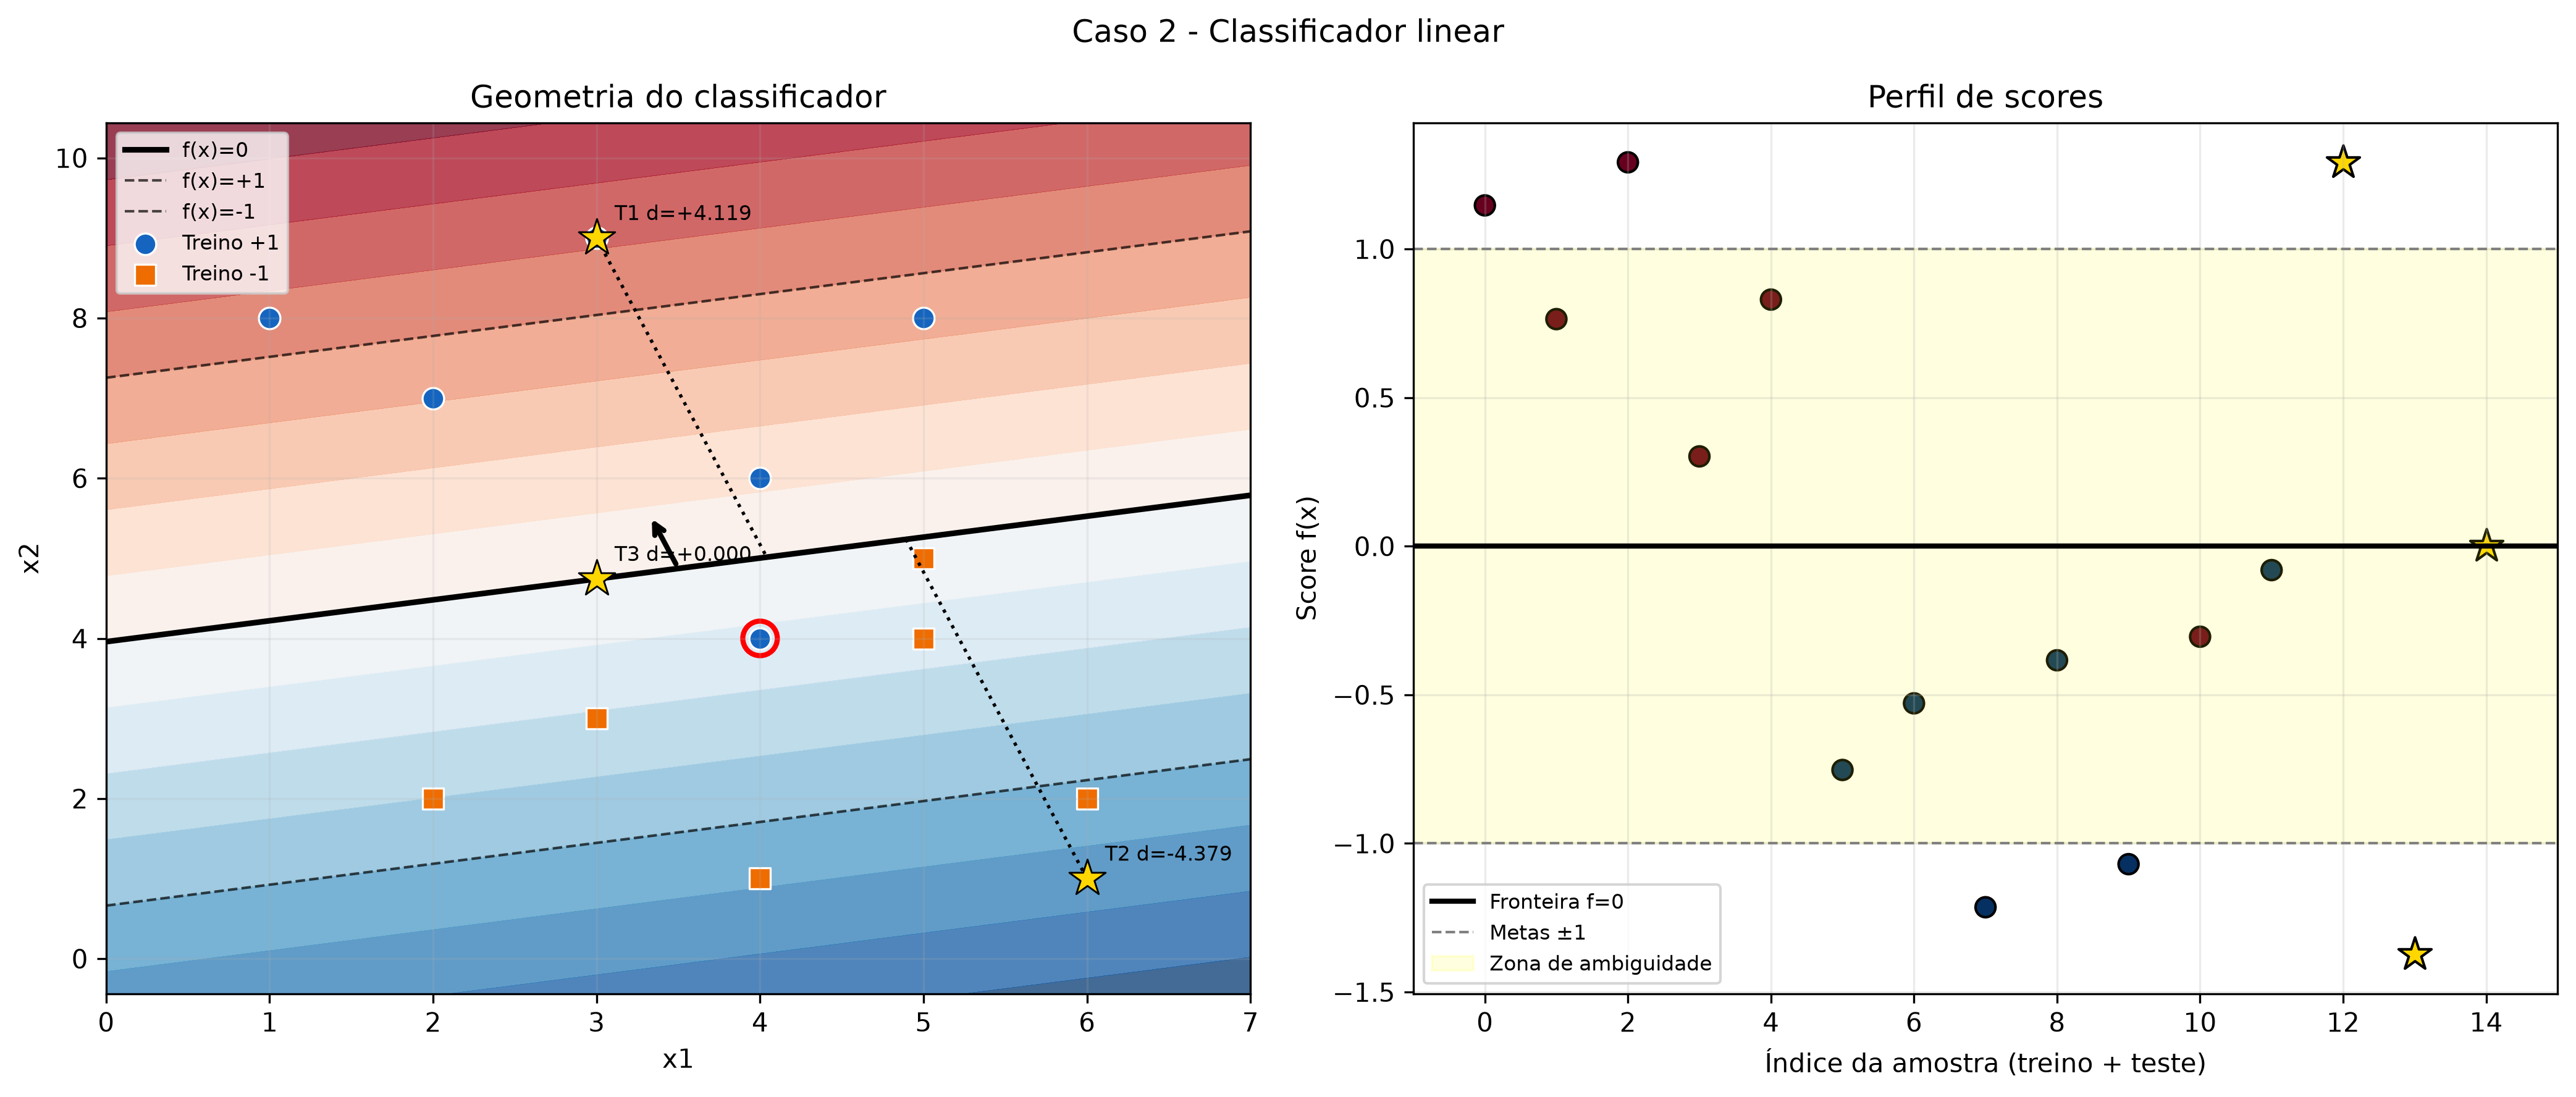 Caso 2 - Classificador linear
Geometria do classificador
f(x)=0
f(x)=+1
f(x)=-1
Treino +1
Treino -1
T1 d=+4.119
T3 d=+0.000
T2 d=-4.379
10
8
6
4
2
0
x2
0 1 2 3 4 5 6 7
x1
Perfil de scores
1.0
0.5
0.0
−0.5
−1.0
−1.5
Score f(x)
Fronteira f=0
Metas ±1
Zona de ambiguidade
0 2 4 6 8 10 12 14
Índice da amostra (treino + teste)